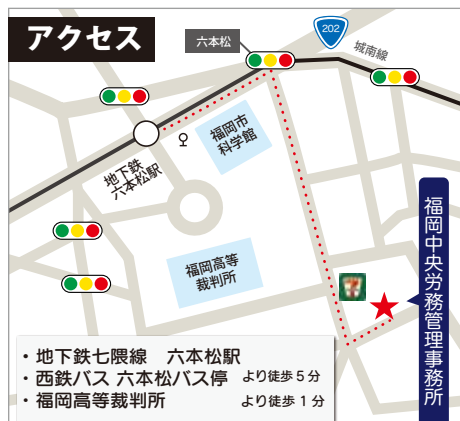 アクセス
六本松
202
城南線
福岡市
科学館
地下鉄
六本松駅
福岡高等
裁判所
福岡中央労務管理事務所
・地下鉄七隈線　六本松駅
・西鉄バス 六本松バス停　より徒歩５分
・福岡高等裁判所　より徒歩１分